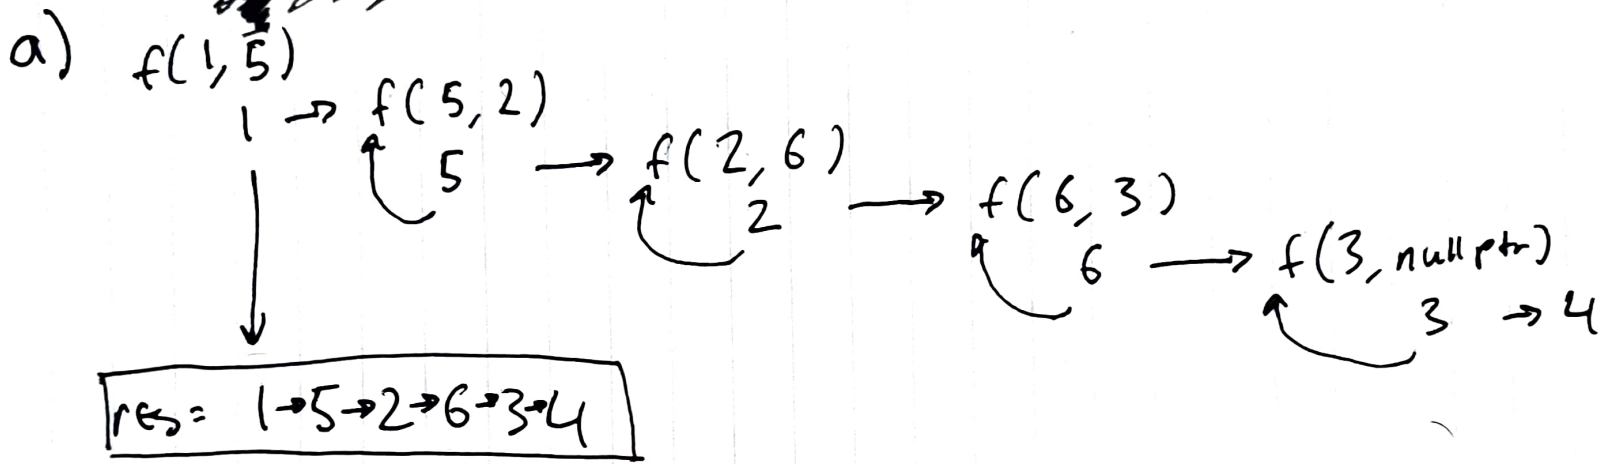 a) f(1,5)
1 → f(5,2)
5 → f(2,6)
2 → f(6,3)
6 → f(3,nullptr)
3 → 4
res= 1→5→2→6→3→4